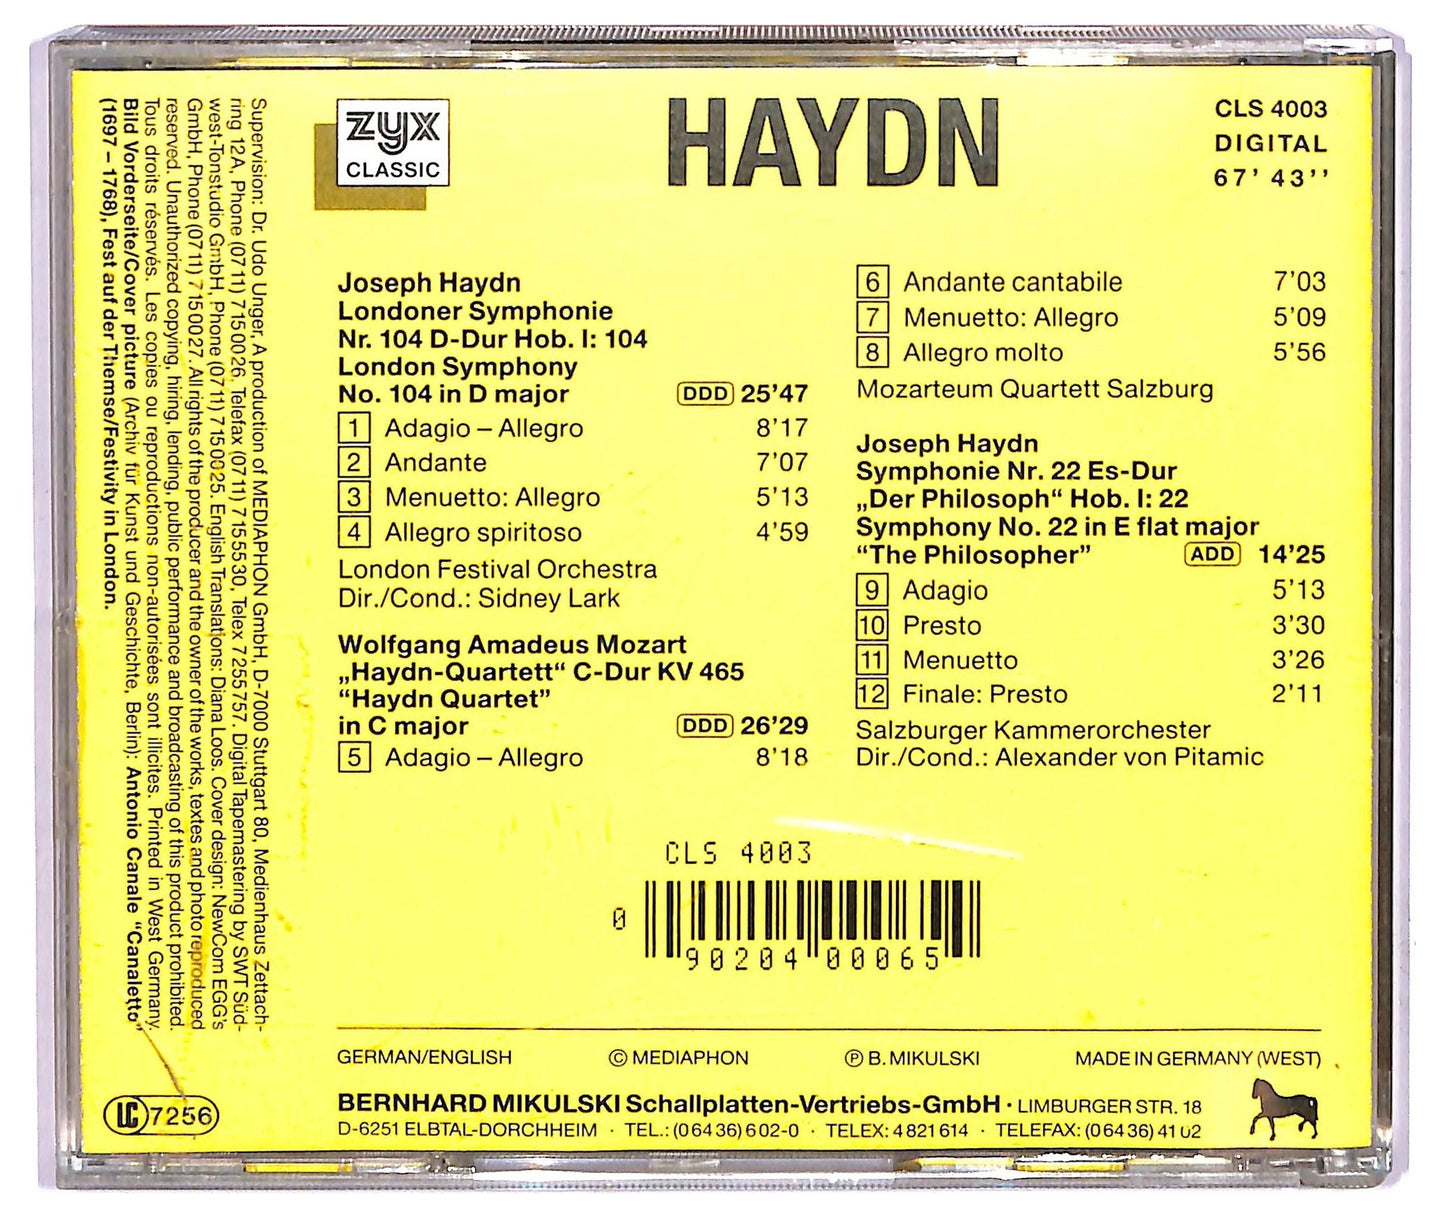 zyx
CLASSIC
HAYDN
CLS 4003
DIGITAL
67' 43''
Joseph Haydn
Londoner Symphonie
Nr. 104 D-Dur Hob. I: 104
London Symphony
No. 104 in D major DDD 25'47
1 Adagio – Allegro 8'17
2 Andante 7'07
3 Menuetto: Allegro 5'13
4 Allegro spiritoso 4'59
London Festival Orchestra
Dir./Cond.: Sidney Lark
Wolfgang Amadeus Mozart
„Haydn-Quartett“ C-Dur KV 465
“Haydn Quartet”
in C major DDD 26'29
5 Adagio – Allegro 8'18
6 Andante cantabile 7'03
7 Menuetto: Allegro 5'09
8 Allegro molto 5'56
Mozarteum Quartett Salzburg
Joseph Haydn
Symphonie Nr. 22 Es-Dur
„Der Philosoph“ Hob. I: 22
Symphony No. 22 in E flat major
“The Philosopher” ADD 14'25
9 Adagio 5'13
10 Presto 3'30
11 Menuetto 3'26
12 Finale: Presto 2'11
Salzburger Kammerorchester
Dir./Cond.: Alexander von Pitamic
CLS 4003
0 90204 00065
GERMAN/ENGLISH © MEDIAPHON ℗ B. MIKULSKI MADE IN GERMANY (WEST)
BERNHARD MIKULSKI Schallplatten-Vertriebs-GmbH · LIMBURGER STR. 18
D-6251 ELBTAL-DORCHHEIM · TEL.: (06436) 602-0 · TELEX: 4821614 · TELEFAX: (06436) 4102
LC 7256
Supervision: Dr. Udo Unger, A production of MEDIAPHON GmbH, D-7000 Stuttgart 80, Medienhaus Zettach-
ring 12A, Phone (0711) 7150026, Telefax (0711) 7155530, Telex 7255757. Digital Tapemastering by SWT Süd-
west-Tonstudio GmbH, Phone (0711) 7150025. English Translations: Diana Loos. Cover design: NewCom EGG's
GmbH, Phone (0711) 7150027. All rights of the producer and the owner of the works, textes and photo reproduced
reserved. Unauthorized copying, hiring, lending, public performance and broadcasting of this product prohibited.
Tous droits réservés. Les copies ou reproductions non-autorisées sont illicites. Printed in West Germany.
Bild Vorderseite/Cover picture (Archiv für Kunst und Geschichte, Berlin): Antonio Canale “Canaletto”
(1697 – 1768), Fest auf der Themse/Festivity in London.